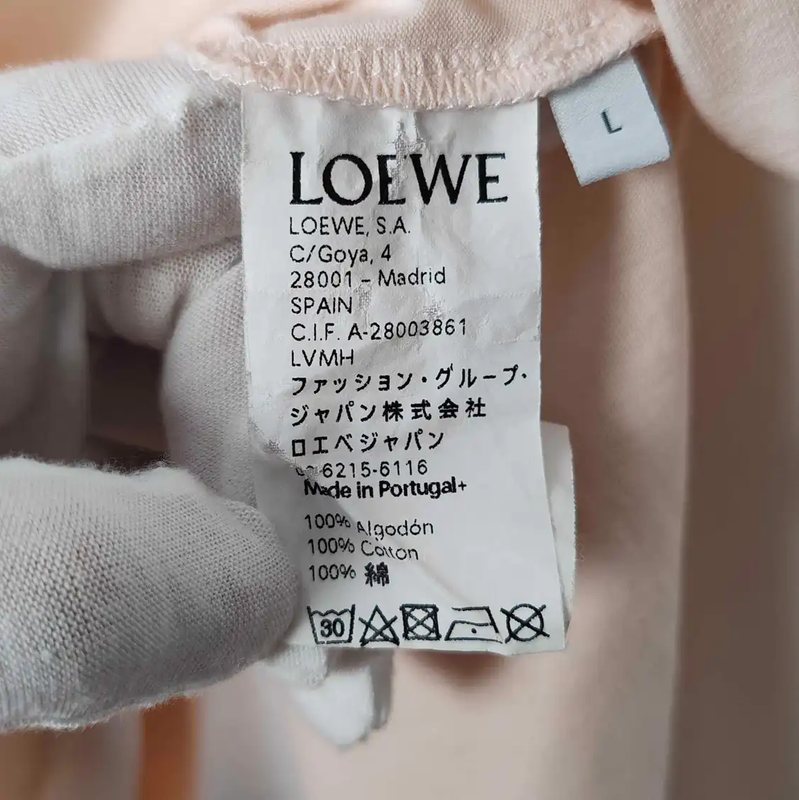 LOEWE
LOEWE, S.A.
C/Goya, 4
28001 – Madrid
SPAIN
C.I.F. A-28003861
LVMH
ファッション・グループ・
ジャパン株式会社
ロエベジャパン
6215-6116
Made in Portugal+
100% Algodón
100% Cotton
100% 綿
30
L